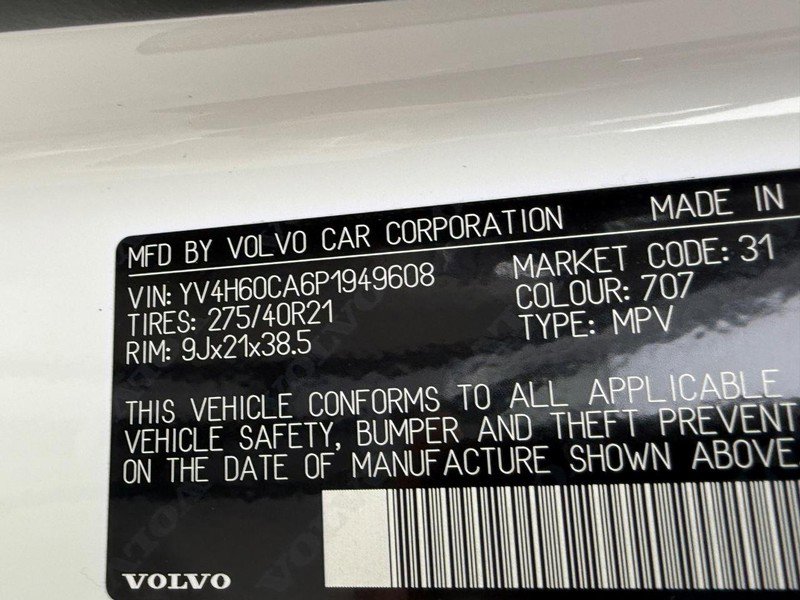 MFD BY VOLVO CAR CORPORATION MADE IN
VIN: YV4H60CA6P1949608 MARKET CODE: 31
TIRES: 275/40R21 COLOUR: 707
RIM: 9Jx21x38.5 TYPE: MPV
THIS VEHICLE CONFORMS TO ALL APPLICABLE
VEHICLE SAFETY, BUMPER AND THEFT PREVENT
ON THE DATE OF MANUFACTURE SHOWN ABOVE.
VOLVO